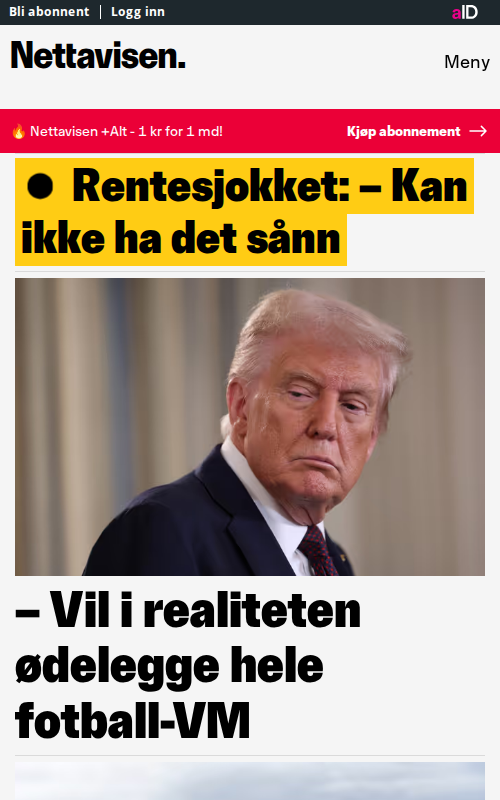 Bli abonnent | Logg inn
aID
Nettavisen.
Meny
🔥 Nettavisen +Alt - 1 kr for 1 md!
Kjøp abonnement →
● Rentesjokket: – Kan
ikke ha det sånn
– Vil i realiteten
ødelegge hele
fotball-VM